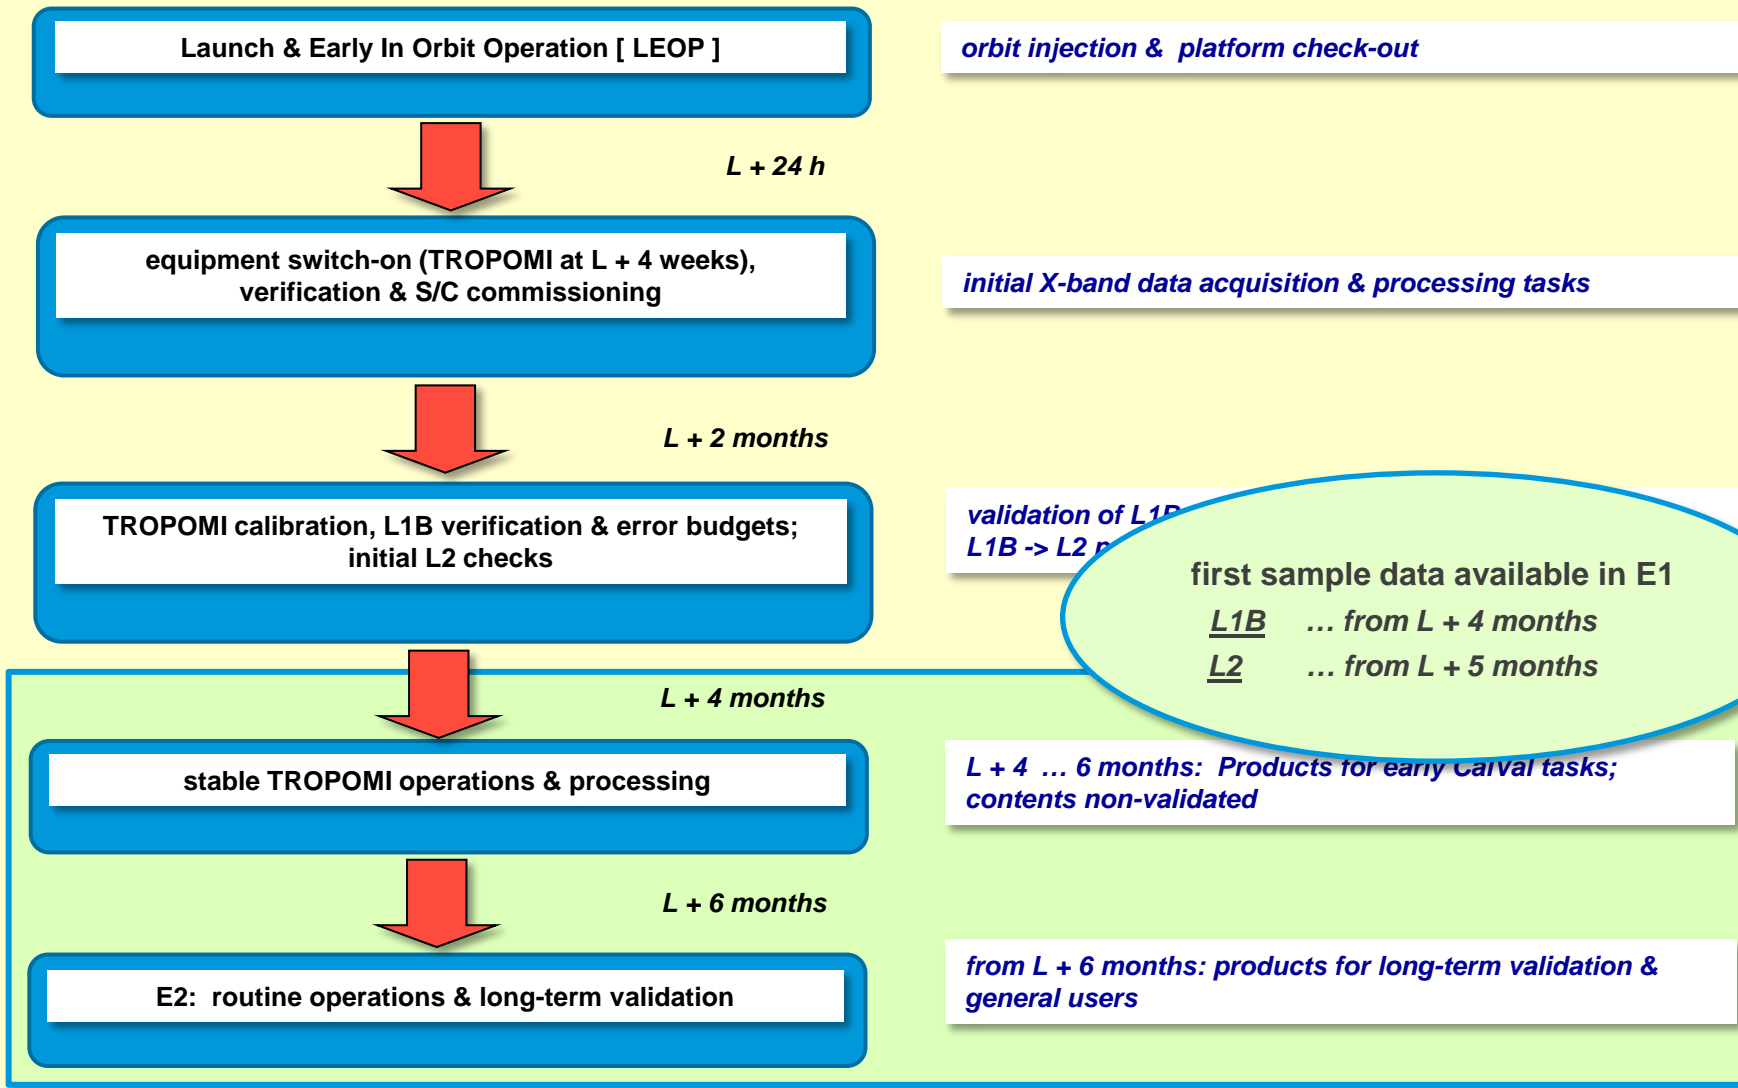 Launch & Early In Orbit Operation [ LEOP ]
orbit injection & platform check-out
L + 24 h
equipment switch-on (TROPOMI at L + 4 weeks),
verification & S/C commissioning
initial X-band data acquisition & processing tasks
L + 2 months
TROPOMI calibration, L1B verification & error budgets;
initial L2 checks
validation of L1B
L1B -> L2
first sample data available in E1
L1B … from L + 4 months
L2 … from L + 5 months
L + 4 months
stable TROPOMI operations & processing
L + 4 … 6 months: Products for early CalVal tasks;
contents non-validated
L + 6 months
E2: routine operations & long-term validation
from L + 6 months: products for long-term validation &
general users